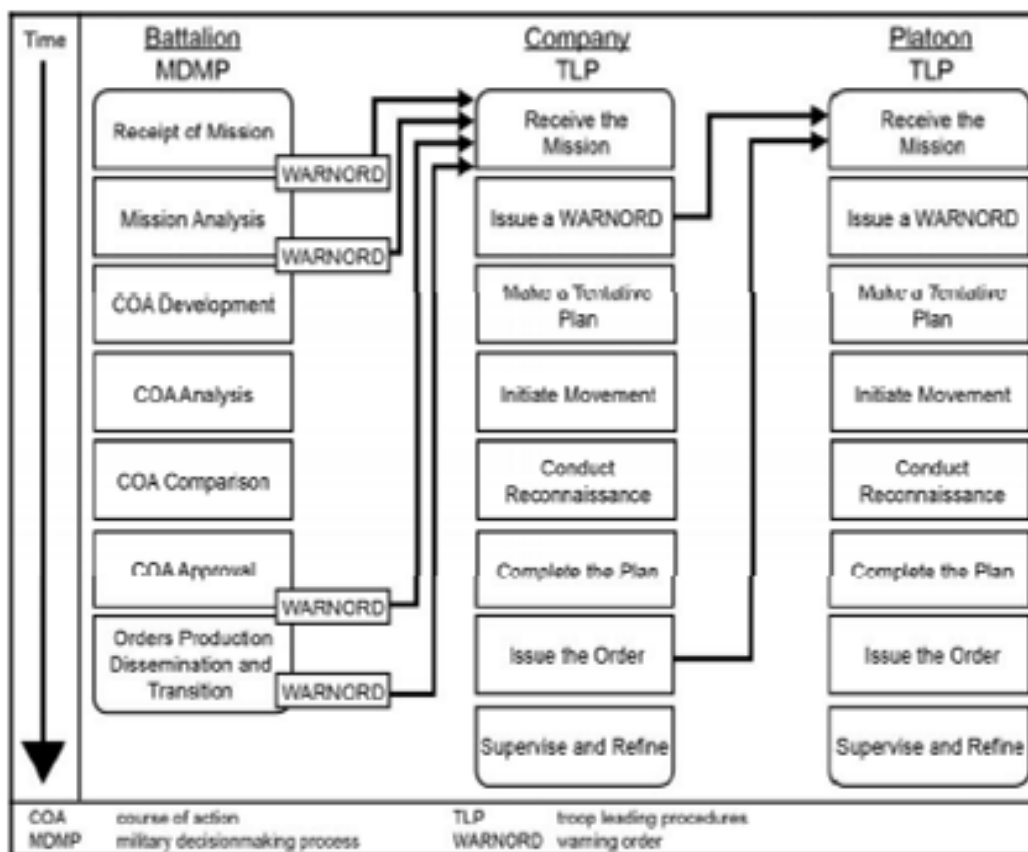 Time
Battalion
MDMP
Receipt of Mission
WARNORD
Mission Analysis
WARNORD
COA Development
COA Analysis
COA Comparison
COA Approval
WARNORD
Orders Production
Dissemination and
Transition
WARNORD
Company
TLP
Receive the
Mission
Issue a WARNORD
Make a Tentative
Plan
Initiate Movement
Conduct
Reconnaissance
Complete the Plan
Issue the Order
Supervise and Refine
Platoon
TLP
Receive the
Mission
Issue a WARNORD
Make a Tentative
Plan
Initiate Movement
Conduct
Reconnaissance
Complete the Plan
Issue the Order
Supervise and Refine
COA course of action
MDMP military decisionmaking process
TLP troop leading procedures
WARNORD warning order